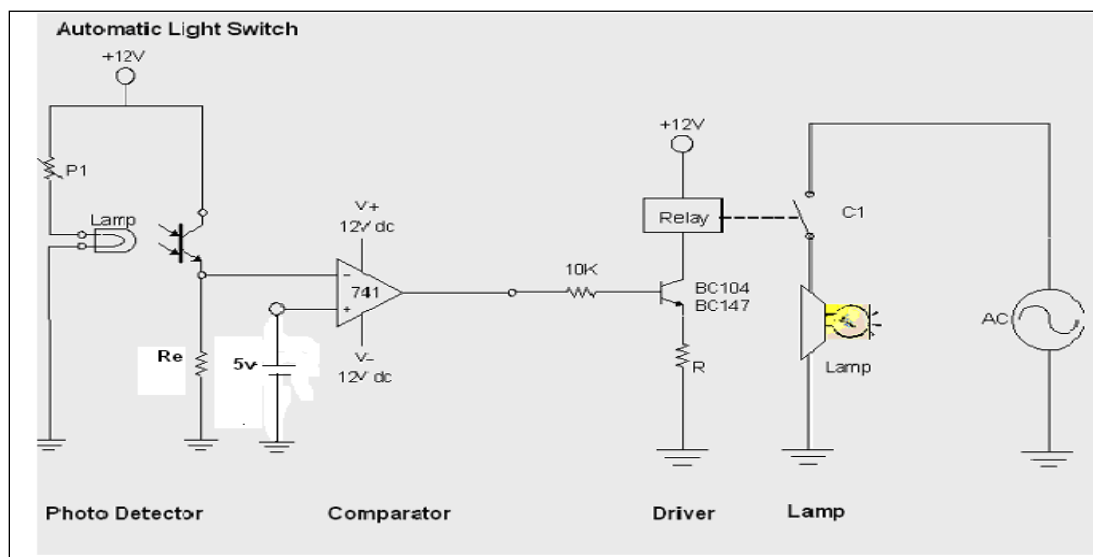 Automatic Light Switch
+12V
P1
Lamp
Re
5v
V+
12V dc
−
741
+
V-
12V dc
10K
+12V
Relay
BC104
BC147
R
C1
Lamp
AC
Photo Detector
Comparator
Driver
Lamp